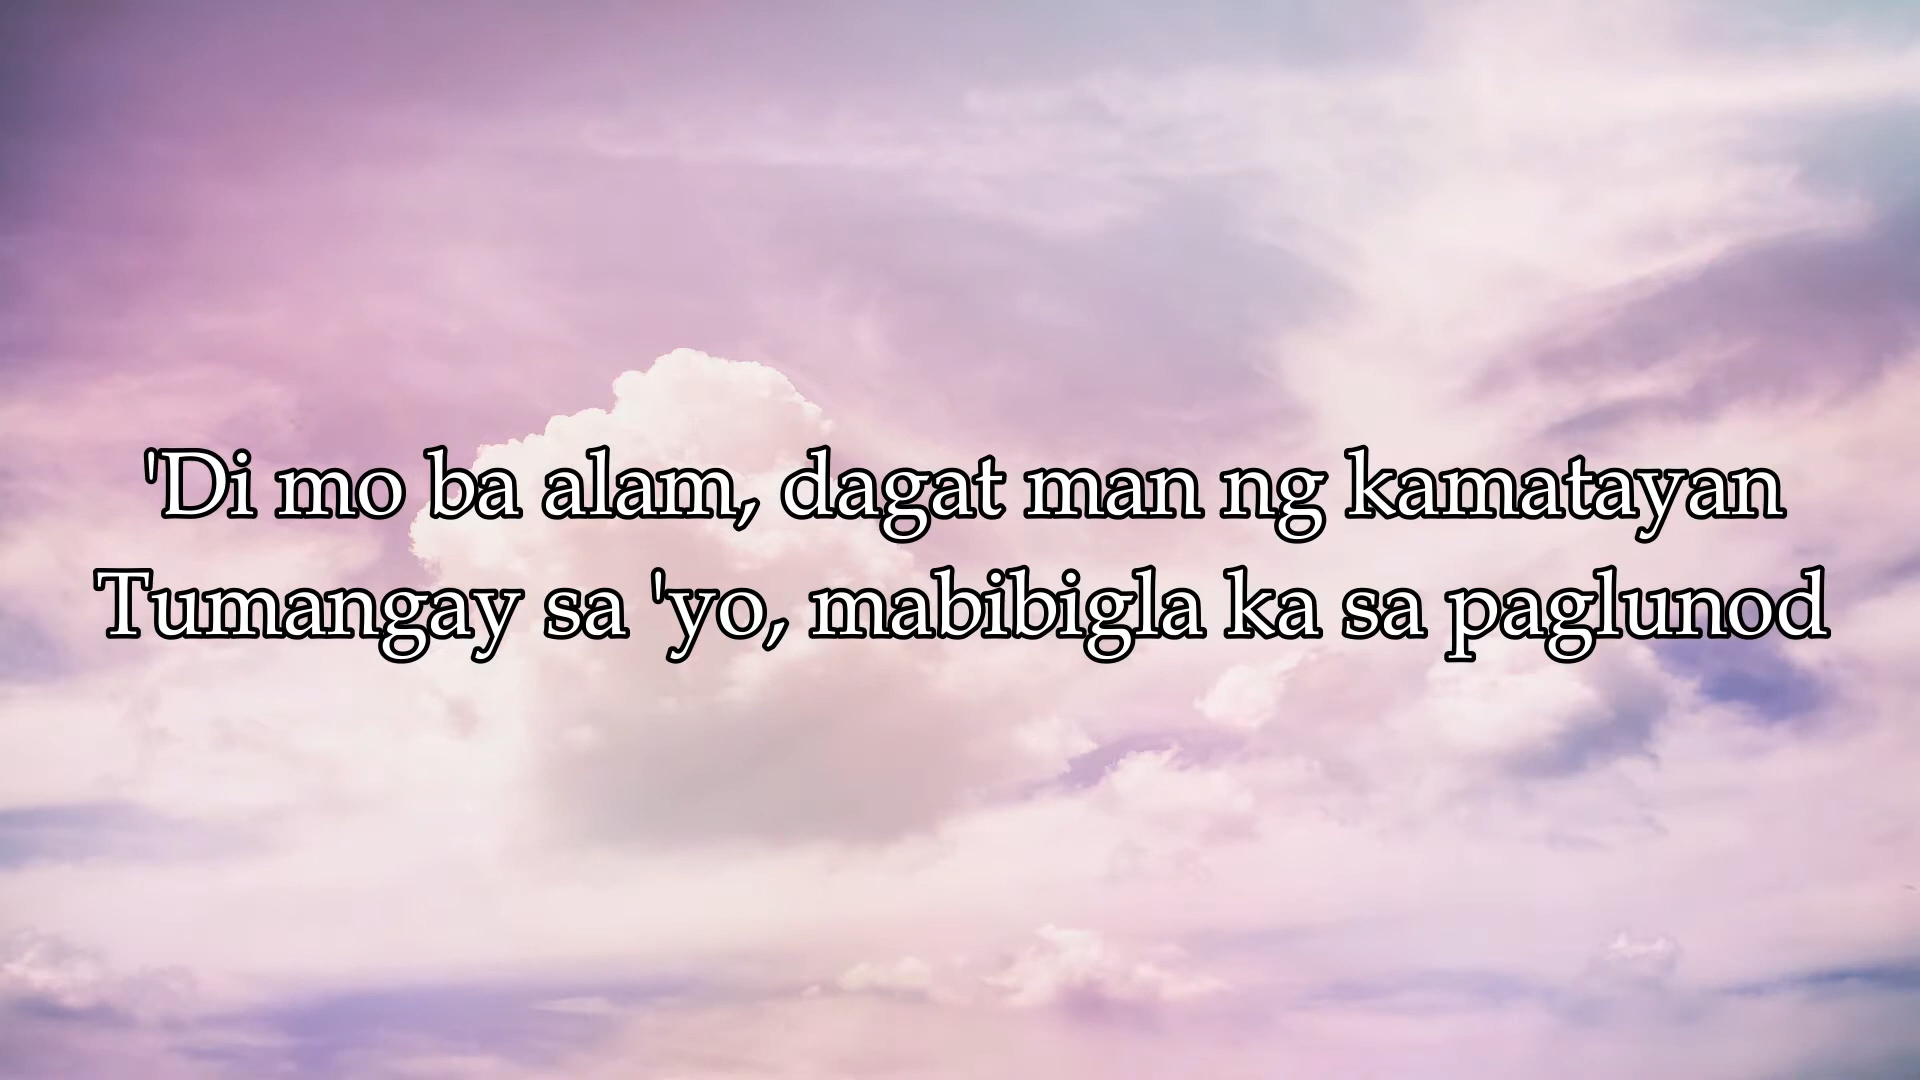 'Di mo ba alam, dagat man ng kamatayan
Tumangay sa 'yo, mabibigla ka sa paglunod